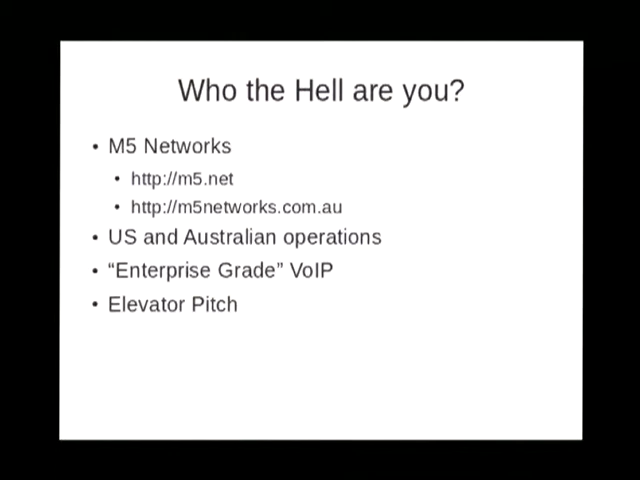 Who the Hell are you?
• M5 Networks
• http://m5.net
• http://m5networks.com.au
• US and Australian operations
• “Enterprise Grade” VoIP
• Elevator Pitch